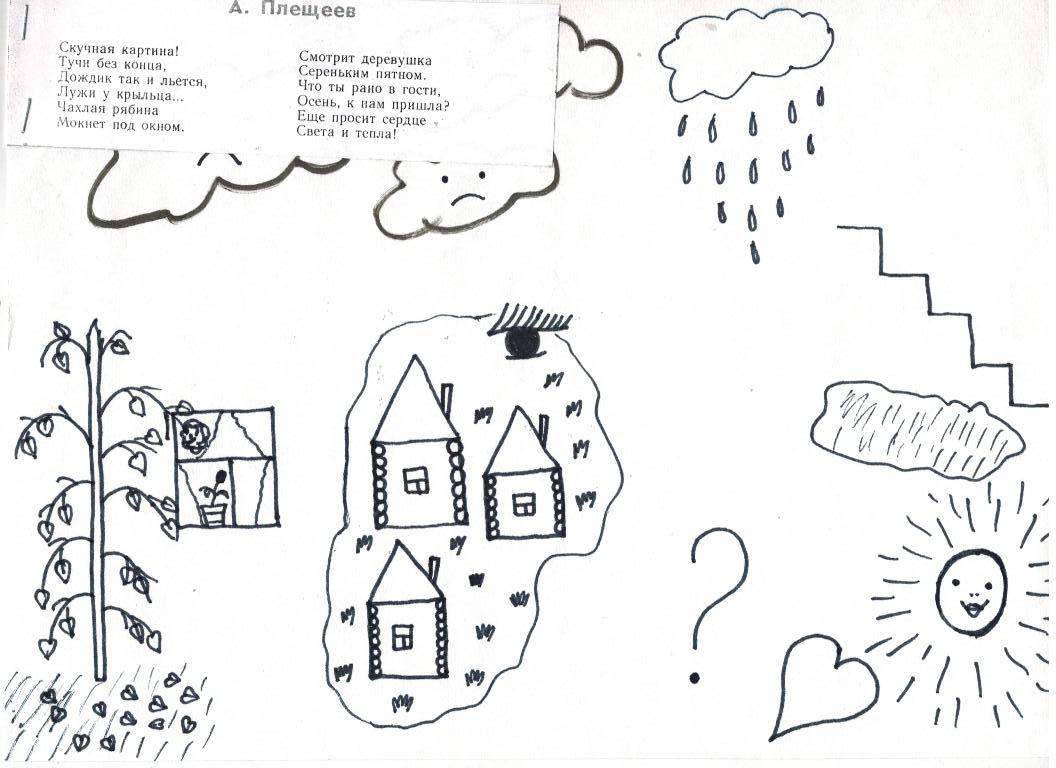 А. Плещеев
Скучная картина!
Тучи без конца,
Дождик так и льется,
Лужи у крыльца...
Чахлая рябина
Мокнет под окном.
Смотрит деревушка
Сереньким пятном.
Что ты рано в гости,
Осень, к нам пришла?
Еще просит сердце
Света и тепла!
?